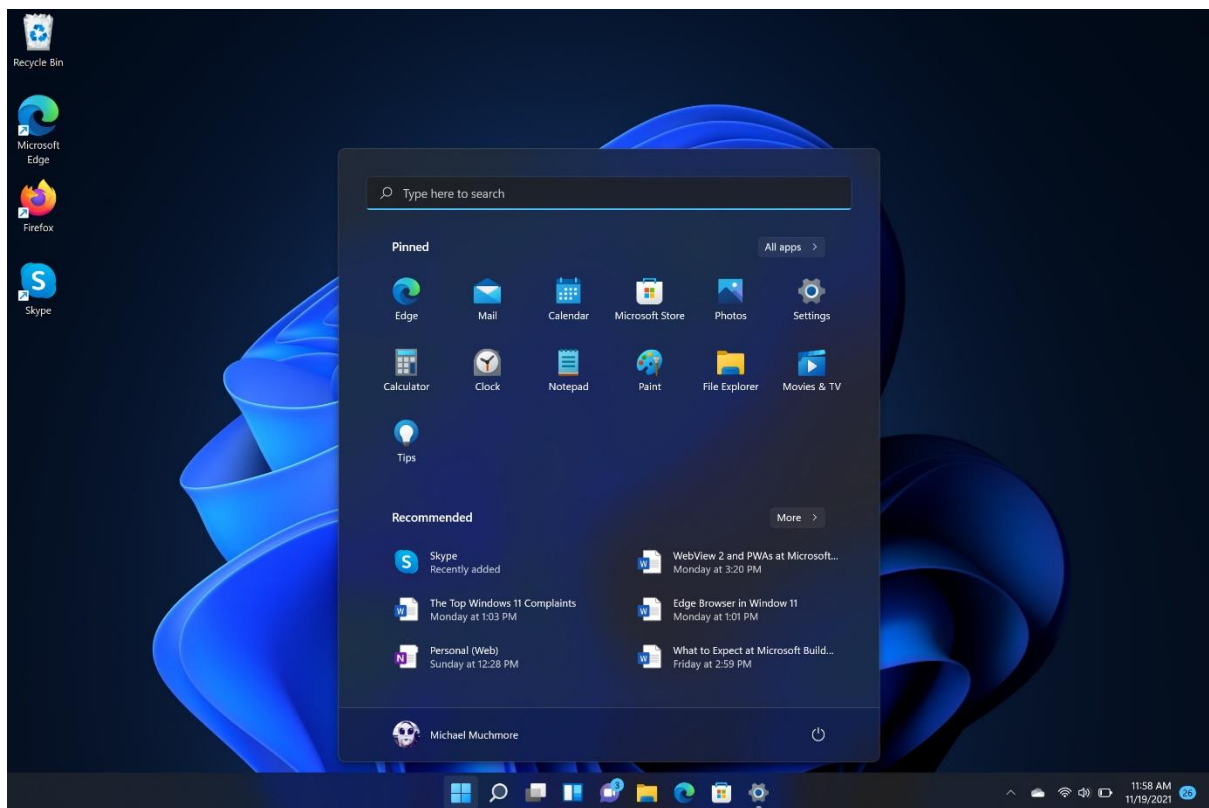 Recycle Bin
Microsoft
Edge
Firefox
S
Skype
Type here to search
Pinned
All apps >
Edge
Mail
Calendar
Microsoft Store
Photos
Settings
Calculator
Clock
Notepad
Paint
File Explorer
Movies & TV
Tips
Recommended
More >
S
Skype
Recently added
W
WebView 2 and PWAs at Microsoft...
Monday at 3:20 PM
W
The Top Windows 11 Complaints
Monday at 1:03 PM
W
Edge Browser in Window 11
Monday at 1:01 PM
N
Personal (Web)
Sunday at 12:28 PM
W
What to Expect at Microsoft Build...
Friday at 2:59 PM
Michael Muchmore
3
11:58 AM
11/19/2021
26